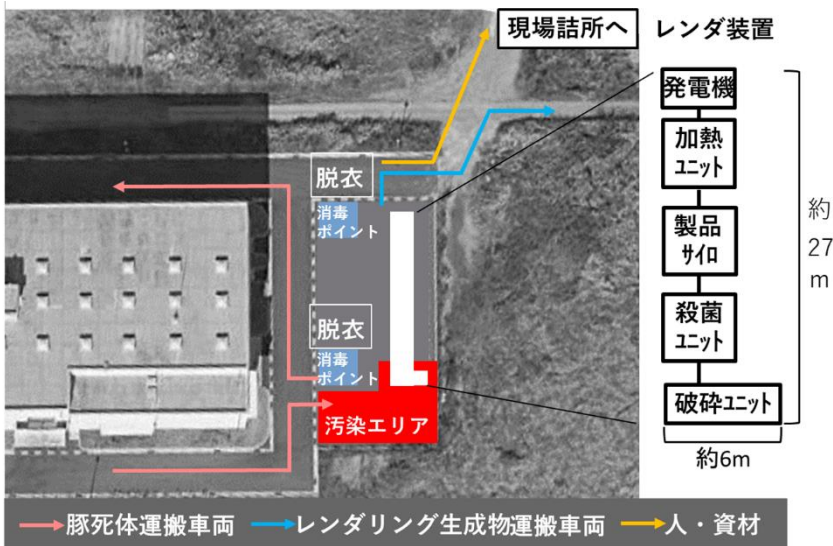 現場詰所へ
レンダ装置
発電機
加熱
ユニット
製品
サイロ
殺菌
ユニット
破砕ユニット
約
27
m
約6m
脱衣
消毒
ポイント
脱衣
消毒
ポイント
汚染エリア
豚死体運搬車両
レンダリング生成物運搬車両
人・資材